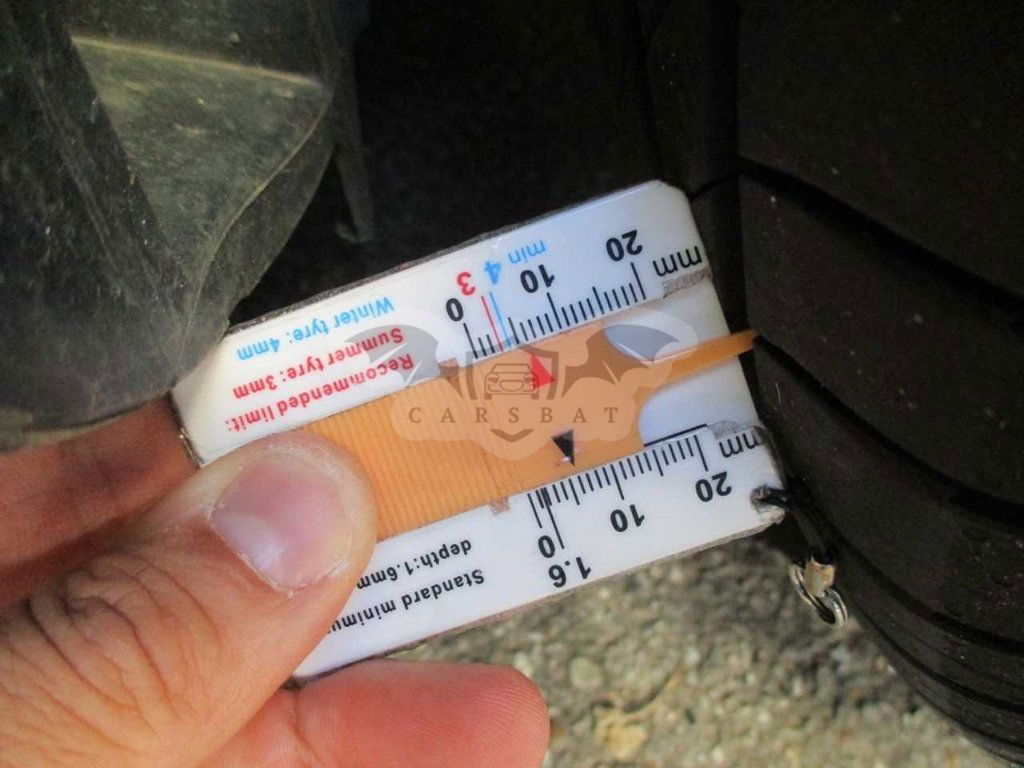 1.6
mm 20 10 0
Standard minimu
depth:1.6mm
CARSBAT
Recommended limit:
Summer tyre:3mm
Winter tyre:4mm
mm 20 10 0
min 4 3